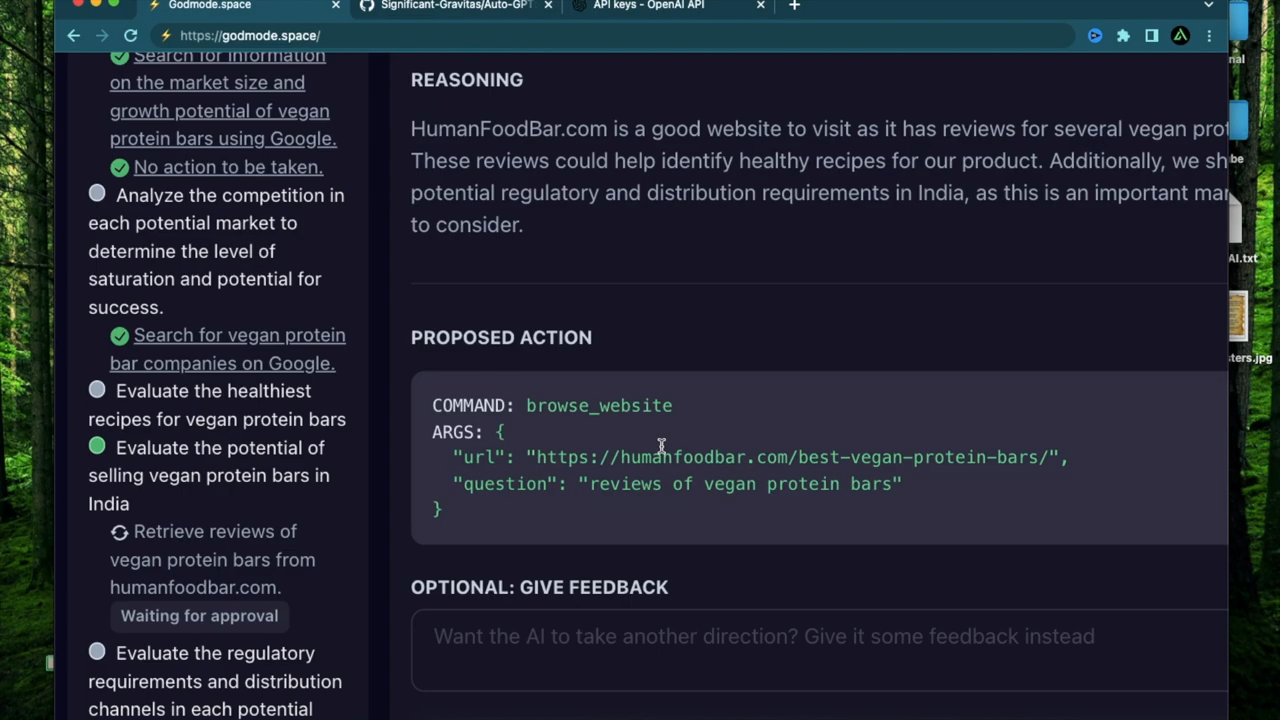 Godmode.space
Significant-Gravitas/Auto-GPT
API keys - OpenAI API
https://godmode.space/
Search for information
on the market size and
growth potential of vegan
protein bars using Google.
No action to be taken.
Analyze the competition in
each potential market to
determine the level of
saturation and potential for
success.
Search for vegan protein
bar companies on Google.
Evaluate the healthiest
recipes for vegan protein bars
Evaluate the potential of
selling vegan protein bars in
India
Retrieve reviews of
vegan protein bars from
humanfoodbar.com.
Waiting for approval
Evaluate the regulatory
requirements and distribution
channels in each potential
REASONING
HumanFoodBar.com is a good website to visit as it has reviews for several vegan prot
These reviews could help identify healthy recipes for our product. Additionally, we sh
potential regulatory and distribution requirements in India, as this is an important mar
to consider.
PROPOSED ACTION
COMMAND: browse_website
ARGS: {
"url": "https://humanfoodbar.com/best-vegan-protein-bars/",
"question": "reviews of vegan protein bars"
}
OPTIONAL: GIVE FEEDBACK
Want the AI to take another direction? Give it some feedback instead
nal
be
AI.txt
sters.jpg